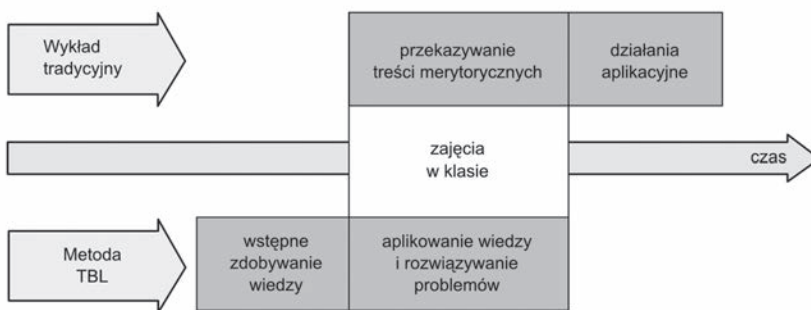 Wykład
tradycyjny
przekazywanie
treści merytorycznych
działania
aplikacyjne
zajęcia
w klasie
czas
Metoda
TBL
wstępne
zdobywanie
wiedzy
aplikowanie wiedzy
i rozwiązywanie
problemów